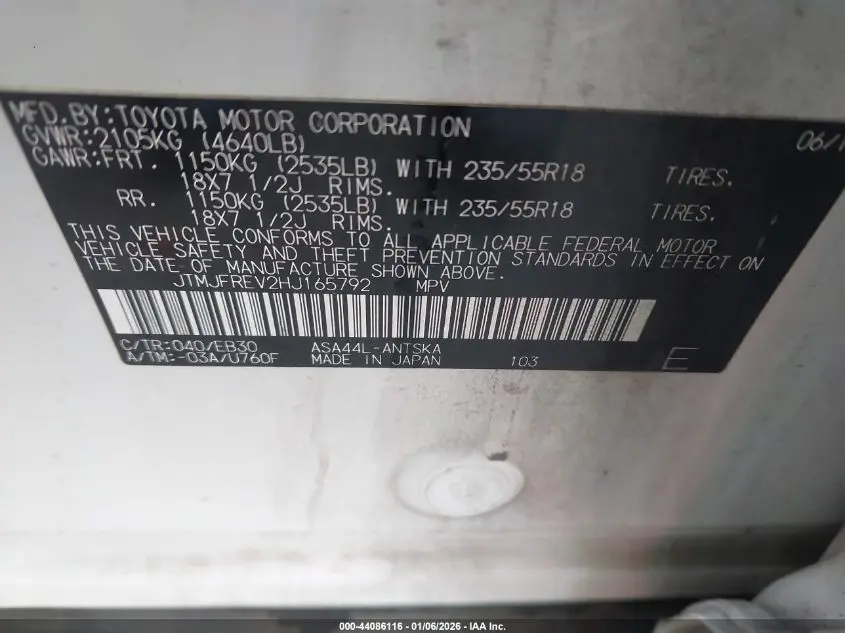 MFD.BY:TOYOTA MOTOR CORPORATION 06/1
GVWR:2105KG (4640LB)
GAWR:FRT. 1150KG (2535LB) WITH 235/55R18 TIRES.
18X7 1/2J RIMS.
RR. 1150KG (2535LB) WITH 235/55R18 TIRES.
18X7 1/2J RIMS.
THIS VEHICLE CONFORMS TO ALL APPLICABLE FEDERAL MOTOR
VEHICLE SAFETY AND THEFT PREVENTION STANDARDS IN EFFECT ON
THE DATE OF MANUFACTURE SHOWN ABOVE.
JTMJFREV2HJ165792 MPV
C/TR:040/EB30 ASA44L-ANTSKA
A/TM:-03A/U760F MADE IN JAPAN 103 E
000-44086116 - 01/06/2026 - IAA Inc.